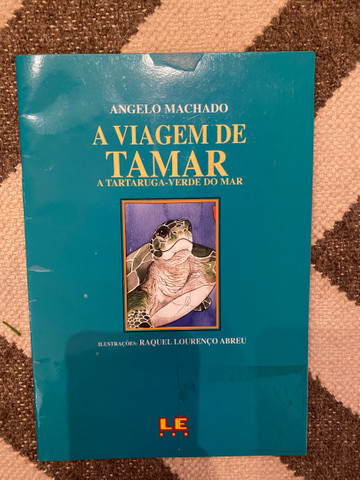 ANGELO MACHADO
A VIAGEM DE
TAMAR
A TARTARUGA-VERDE DO MAR
ILUSTRAÇÕES: RAQUEL LOURENÇO ABREU
LE